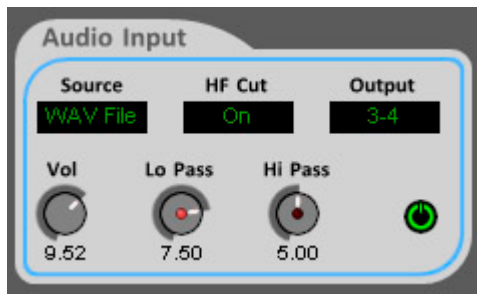 Audio Input
Source HF Cut Output
WAV File On 3-4
Vol Lo Pass Hi Pass
9.52 7.50 5.00